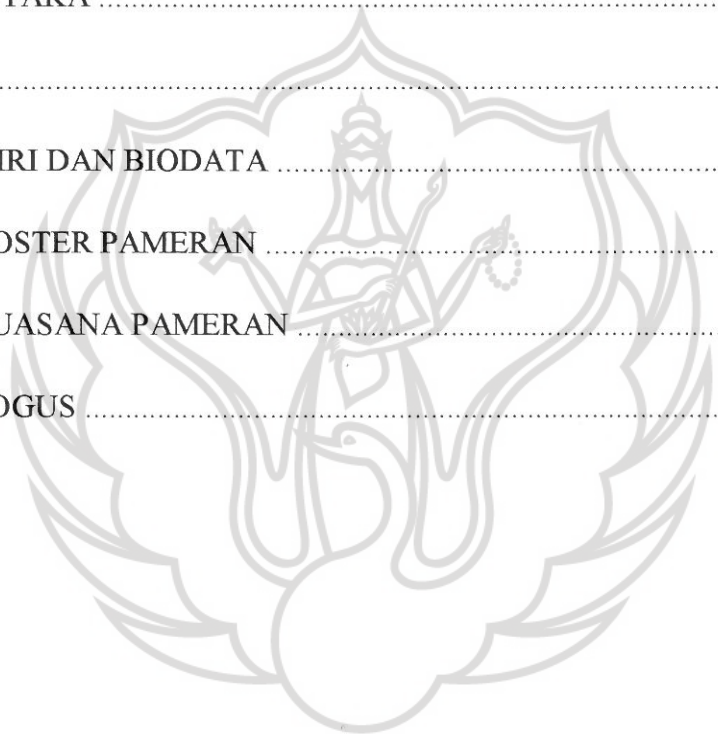 TAKA ........................................................................
........................................................................
IRI DAN BIODATA ........................................................................
OSTER PAMERAN ........................................................................
UASANA PAMERAN ........................................................................
OGUS ........................................................................